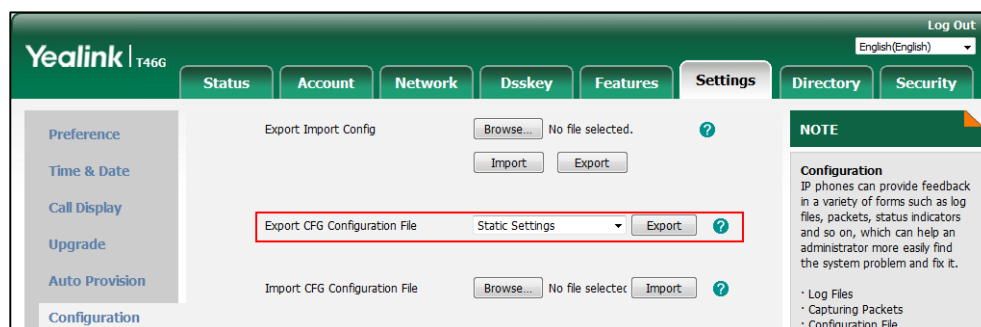 Log Out
English(English)
Yealink T46G
Status Account Network Dsskey Features Settings Directory Security
Preference
Time & Date
Call Display
Upgrade
Auto Provision
Configuration
Export Import Config Browse... No file selected.
Import Export
Export CFG Configuration File Static Settings Export
Import CFG Configuration File Browse... No file selectec Import
NOTE
Configuration
IP phones can provide feedback
in a variety of forms such as log
files, packets, status indicators
and so on, which can help an
administrator more easily find
the system problem and fix it.
· Log Files
· Capturing Packets
· Configuration File